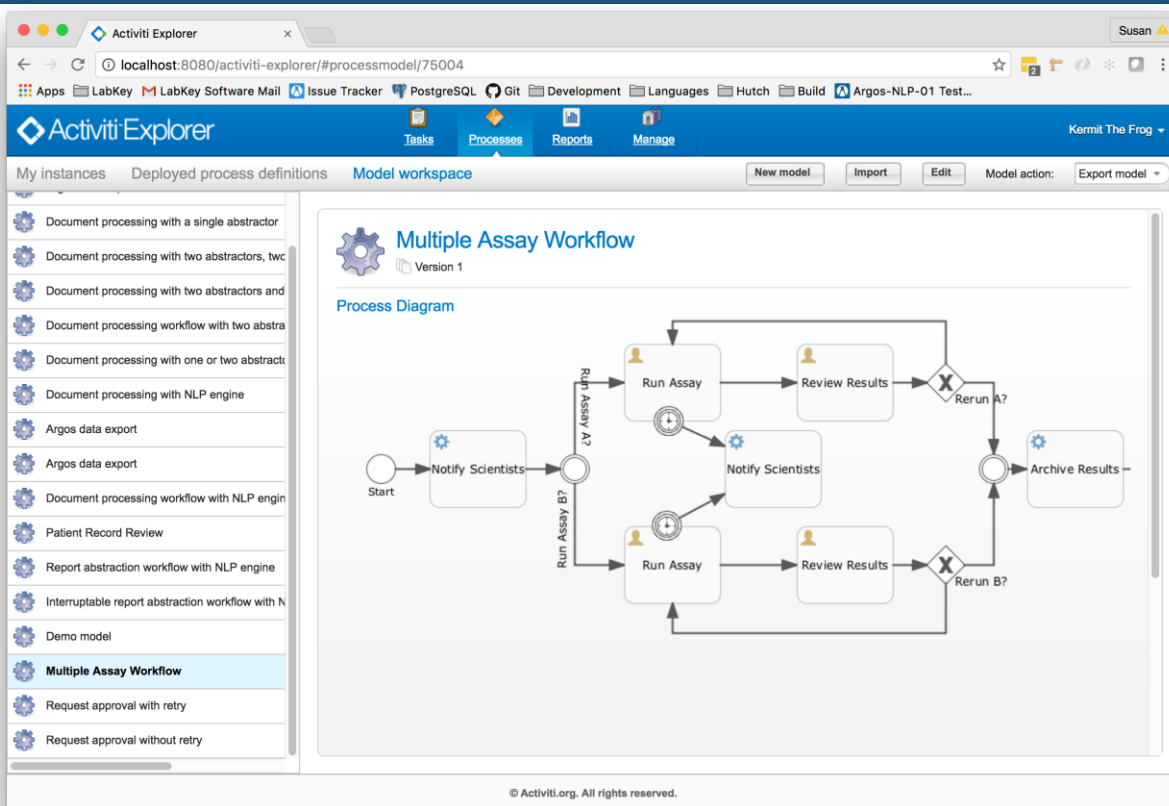 Activiti Explorer
Susan
localhost:8080/activiti-explorer/#processmodel/75004
2
Apps LabKey LabKey Software Mail Issue Tracker PostgreSQL Git Development Languages Hutch Build Argos-NLP-01 Test...
Activiti Explorer
Tasks Processes Reports Manage
Kermit The Frog
My instances Deployed process definitions Model workspace
New model Import Edit Model action: Export model
Document processing with a single abstractor
Document processing with two abstractors, two
Document processing with two abstractors and
Document processing workflow with two abstra
Document processing with one or two abstracto
Document processing with NLP engine
Argos data export
Argos data export
Document processing workflow with NLP engin
Patient Record Review
Report abstraction workflow with NLP engine
Interruptable report abstraction workflow with N
Demo model
Multiple Assay Workflow
Request approval with retry
Request approval without retry
Multiple Assay Workflow
Version 1
Process Diagram
Start
Notify Scientists
Run Assay A?
Run Assay B?
Run Assay
Review Results
X
Rerun A?
Notify Scientists
Run Assay
Review Results
X
Rerun B?
Archive Results
© Activiti.org. All rights reserved.